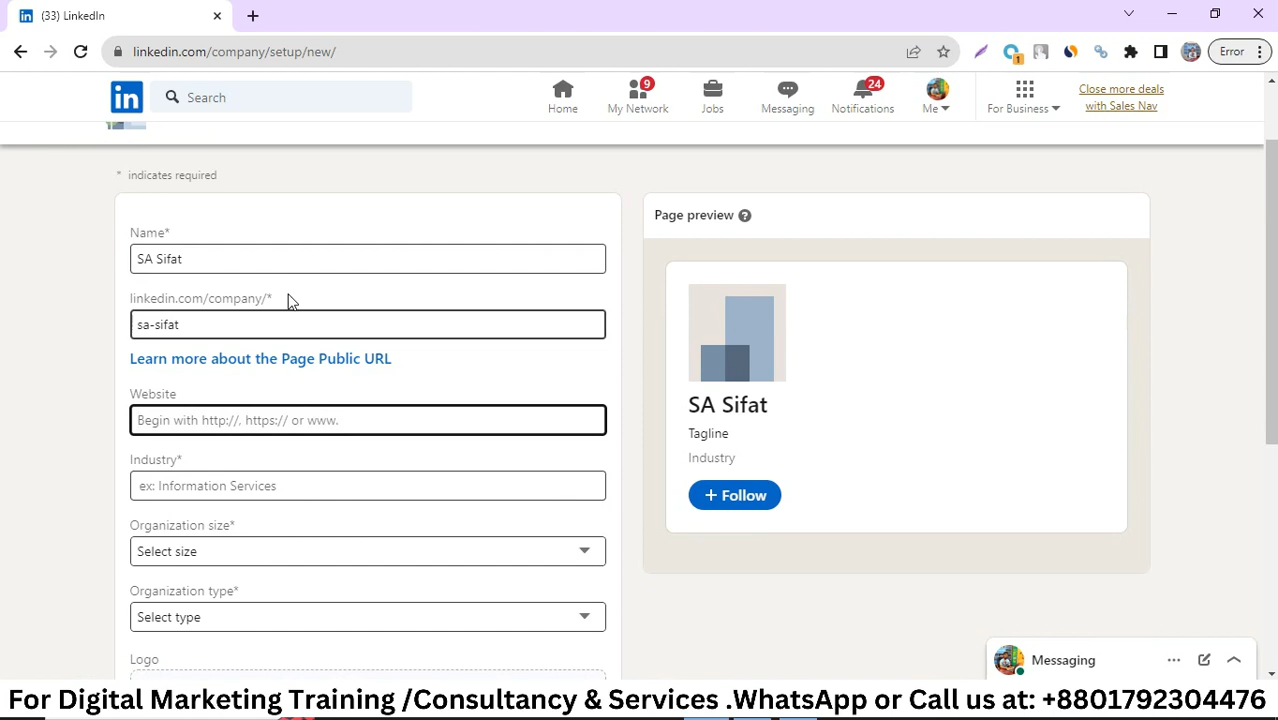 (33) LinkedIn
linkedin.com/company/setup/new/
Error
in
Search
9
24
Home
My Network
Jobs
Messaging
Notifications
Me
For Business
Close more deals
with Sales Nav
* indicates required
Name*
SA Sifat
linkedin.com/company/*
sa-sifat
Learn more about the Page Public URL
Website
Begin with http://, https:// or www.
Industry*
ex: Information Services
Organization size*
Select size
Organization type*
Select type
Logo
Page preview
SA Sifat
Tagline
Industry
+ Follow
Messaging
For Digital Marketing Training /Consultancy & Services .WhatsApp or Call us at: +8801792304476